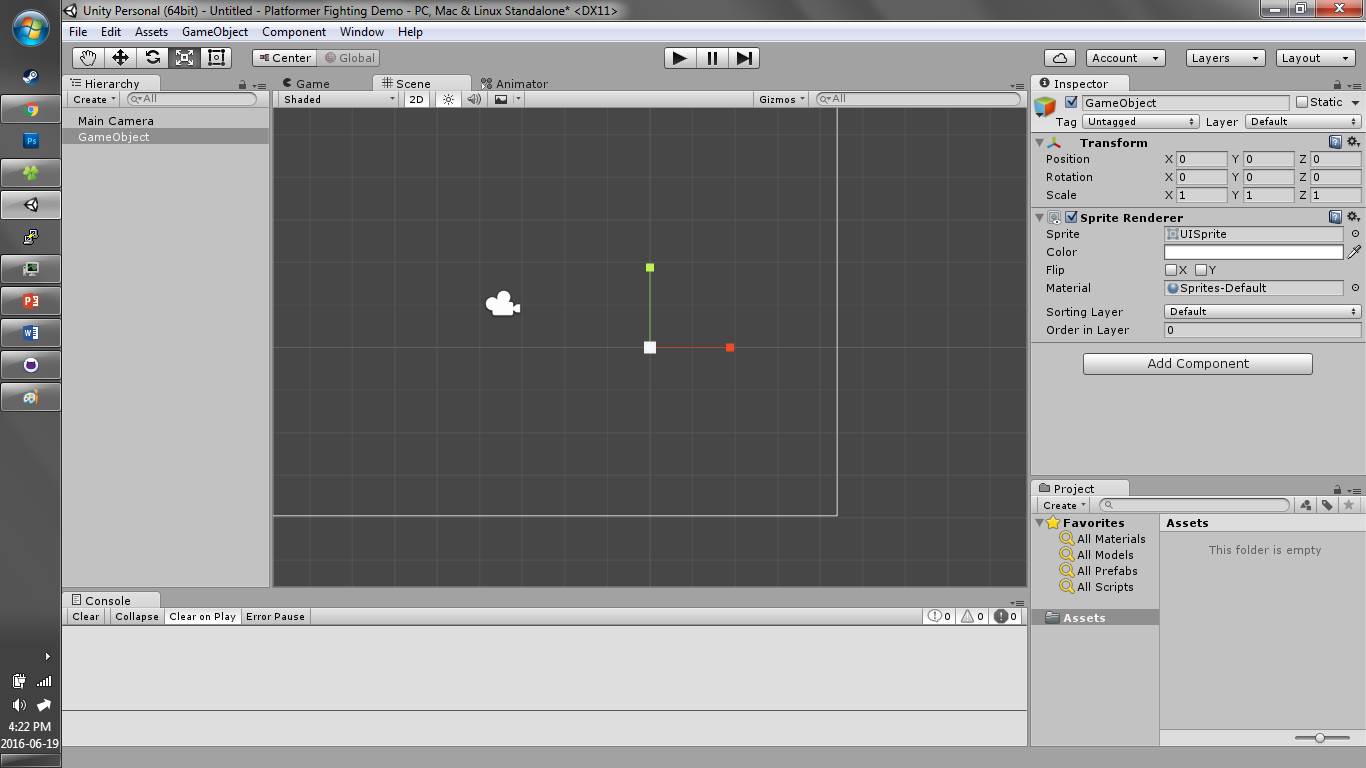 Unity Personal (64bit) - Untitled - Platformer Fighting Demo - PC, Mac & Linux Standalone* <DX11>
File Edit Assets GameObject Component Window Help
Center Global Account Layers Layout
Hierarchy
Create All
Main Camera
GameObject
Game Scene Animator
Shaded 2D Gizmos All
Inspector
GameObject Static
Tag Untagged Layer Default
Transform
Position X 0 Y 0 Z 0
Rotation X 0 Y 0 Z 0
Scale X 1 Y 1 Z 1
Sprite Renderer
Sprite UISprite
Color
Flip X Y
Material Sprites-Default
Sorting Layer Default
Order in Layer 0
Add Component
Project
Create
Favorites
All Materials
All Models
All Prefabs
All Scripts
Assets
Assets
This folder is empty
Console
Clear Collapse Clear on Play Error Pause 0 0 0
Ps
P
W
4:22 PM
2016-06-19